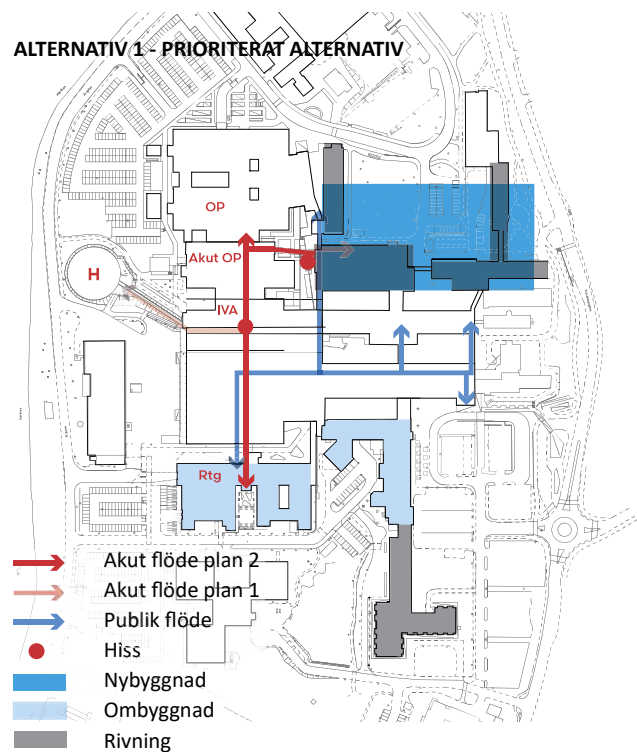 ALTERNATIV 1 - PRIORITERAT ALTERNATIV
OP
Akut OP
H
IVA
Rtg
Akut flöde plan 2
Akut flöde plan 1
Publik flöde
Hiss
Nybyggnad
Ombyggnad
Rivning